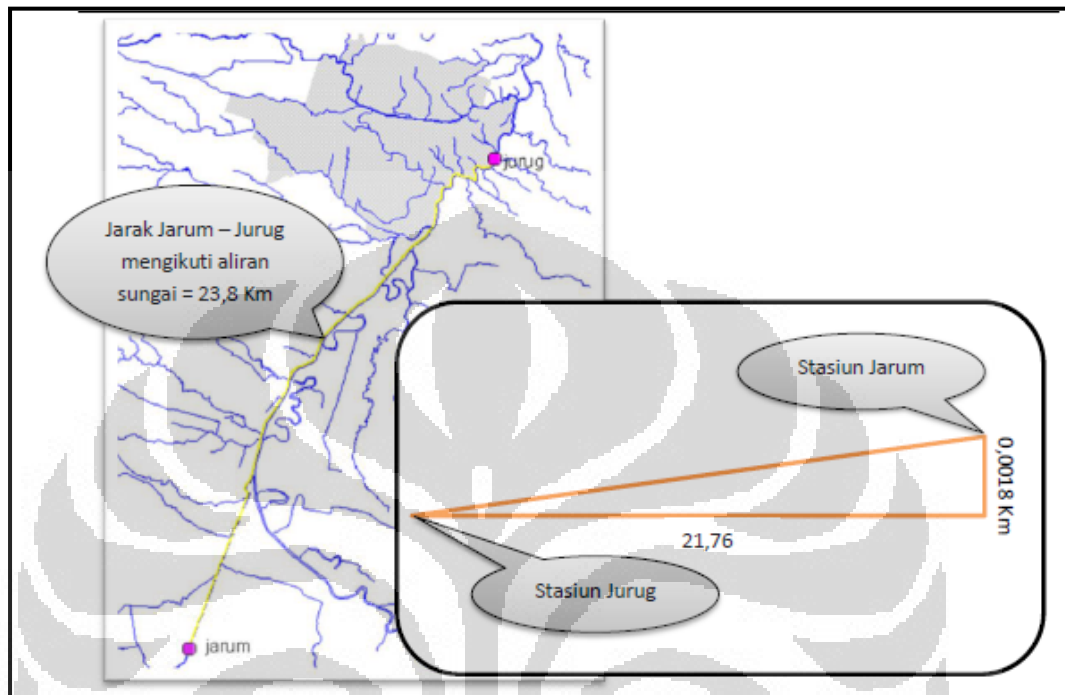 jurug
Jarak Jarum – Jurug
mengikuti aliran
sungai = 23,8 Km
Stasiun Jarum
0,0018 Km
21,76
Stasiun Jurug
jarum